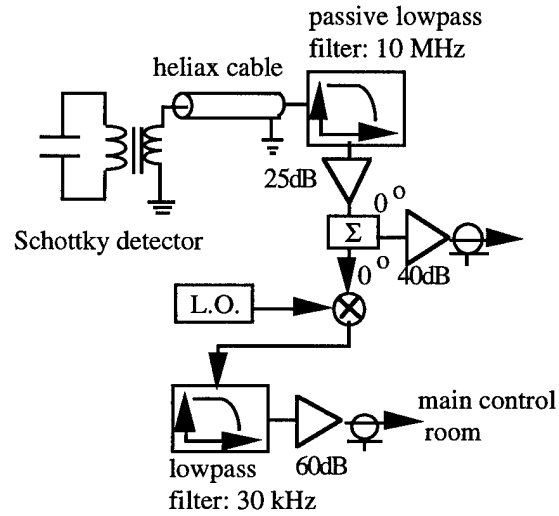 passive lowpass
filter: 10 MHz
heliax cable
25dB
0°
Σ
Schottky detector
0° 40dB
L.O.
main control
room
60dB
lowpass
filter: 30 kHz